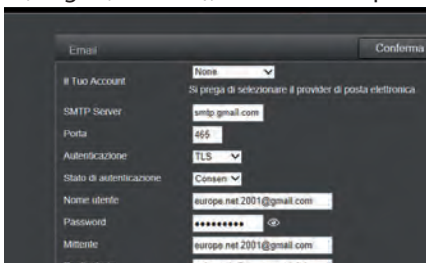 Email Conferma
Il Tuo Account None
Si prega di selezionare il provider di posta elettronica
SMTP Server smtp.gmail.com
Porta 465
Autenticazione TLS
Stato di autenticazione Consen
Nome utente europe.net.2001@gmail.com
Password •••••••••
Mittente europe.net.2001@gmail.com